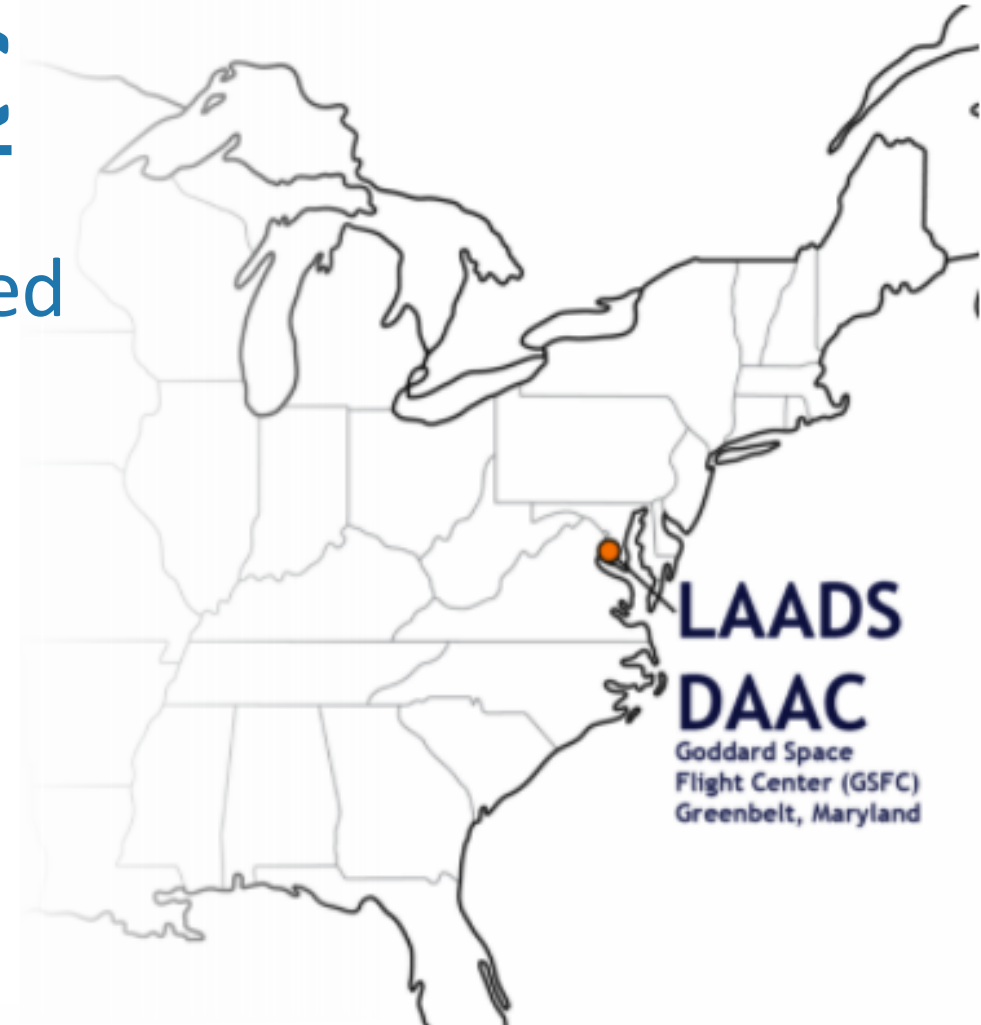 ed
LAADS
DAAC
Goddard Space
Flight Center (GSFC)
Greenbelt, Maryland